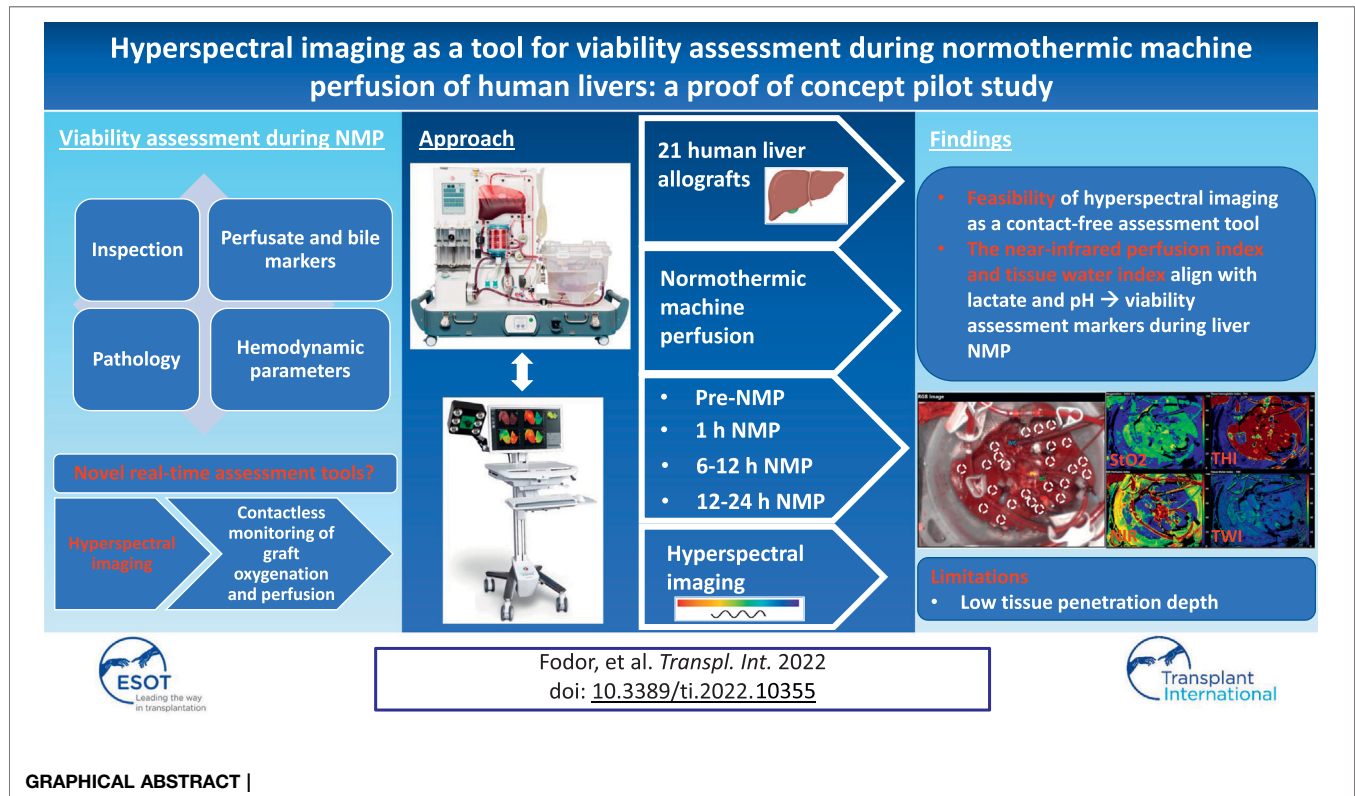 Hyperspectral imaging as a tool for viability assessment during normothermic machine
perfusion of human livers: a proof of concept pilot study
Viability assessment during NMP
Inspection
Perfusate and bile
markers
Pathology
Hemodynamic
parameters
Novel real-time assessment tools?
Hyperspectral
imaging
Contactless
monitoring of
graft
oxygenation
and perfusion
Approach
21 human liver
allografts
Normothermic
machine
perfusion
• Pre-NMP
• 1 h NMP
• 6-12 h NMP
• 12-24 h NMP
Hyperspectral
imaging
Findings
• Feasibility of hyperspectral imaging
as a contact-free assessment tool
• The near-infrared perfusion index
and tissue water index align with
lactate and pH → viability
assessment markers during liver
NMP
RGB Image
StO2
THI
NIR
TWI
Limitations
• Low tissue penetration depth
ESOT
Leading the way
in transplantation
Fodor, et al. Transpl. Int. 2022
doi: 10.3389/ti.2022.10355
Transplant
International
GRAPHICAL ABSTRACT |